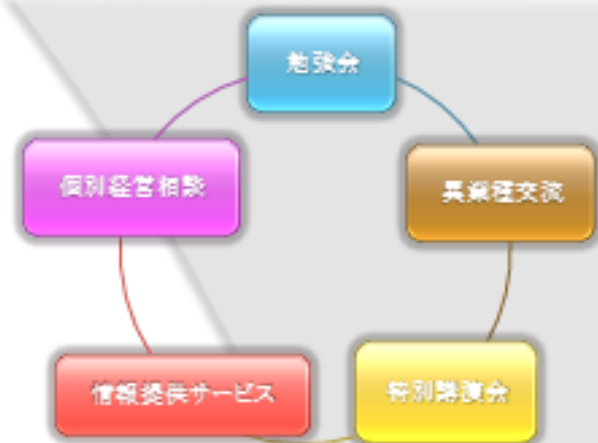 勉強会
異業種交流
特別講演会
情報提供サービス
個別経営相談